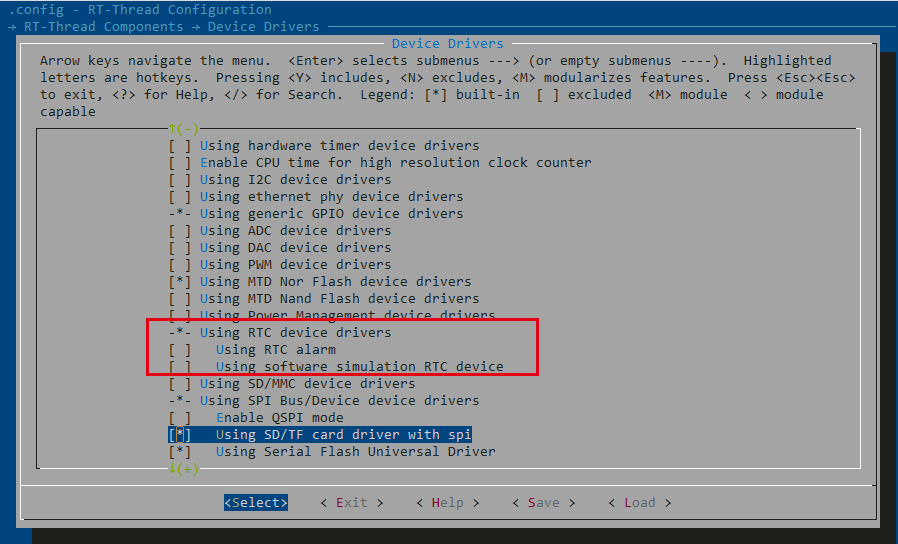 .config - RT-Thread Configuration
→ RT-Thread Components → Device Drivers
Device Drivers
Arrow keys navigate the menu.  <Enter> selects submenus ---> (or empty submenus ----).  Highlighted
letters are hotkeys.  Pressing <Y> includes, <N> excludes, <M> modularizes features.  Press <Esc><Esc>
to exit, <?> for Help, </> for Search.  Legend: [*] built-in  [ ] excluded  <M> module  < > module
capable
↑(-)
[ ] Using hardware timer device drivers
[ ] Enable CPU time for high resolution clock counter
[ ] Using I2C device drivers
[ ] Using ethernet phy device drivers
-*- Using generic GPIO device drivers
[ ] Using ADC device drivers
[ ] Using DAC device drivers
[ ] Using PWM device drivers
[*] Using MTD Nor Flash device drivers
[ ] Using MTD Nand Flash device drivers
[ ] Using Power Management device drivers
-*- Using RTC device drivers
[ ]   Using RTC alarm
[ ]   Using software simulation RTC device
[ ] Using SD/MMC device drivers
-*- Using SPI Bus/Device device drivers
[ ]   Enable QSPI mode
[*]   Using SD/TF card driver with spi
[*]   Using Serial Flash Universal Driver
↓(+)
<Select>    < Exit >    < Help >    < Save >    < Load >